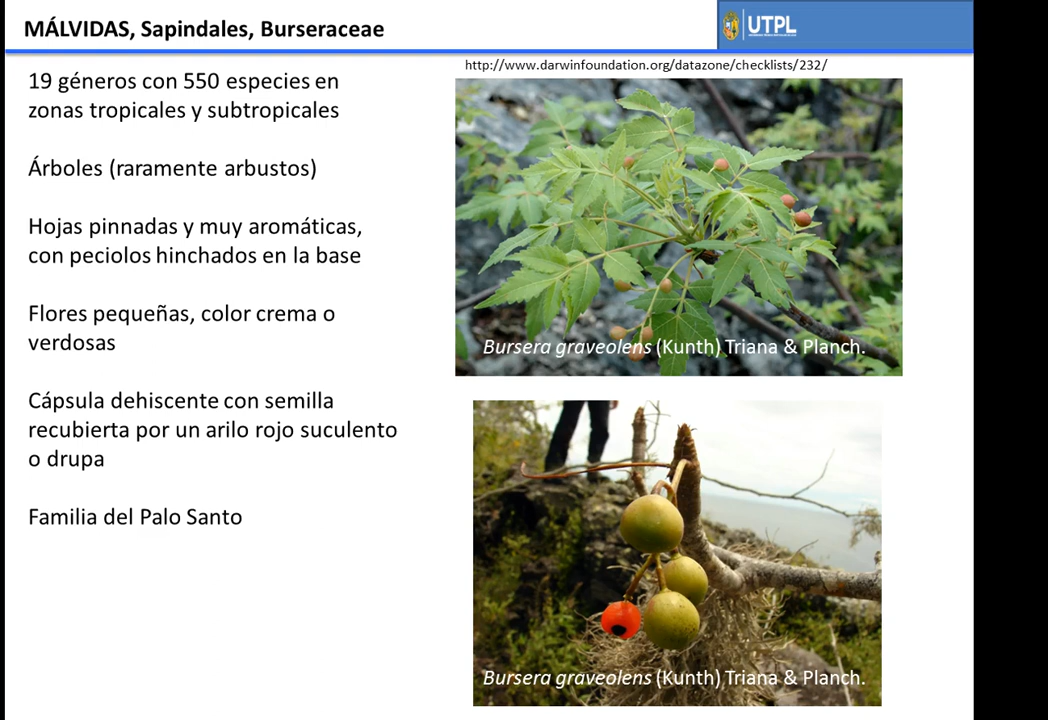 MÁLVIDAS, Sapindales, Burseraceae
UTPL
http://www.darwinfoundation.org/datazone/checklists/232/
19 géneros con 550 especies en
zonas tropicales y subtropicales
Árboles (raramente arbustos)
Hojas pinnadas y muy aromáticas,
con peciolos hinchados en la base
Flores pequeñas, color crema o
verdosas
Cápsula dehiscente con semilla
recubierta por un arilo rojo suculento
o drupa
Familia del Palo Santo
Bursera graveolens (Kunth) Triana & Planch.
Bursera graveolens (Kunth) Triana & Planch.